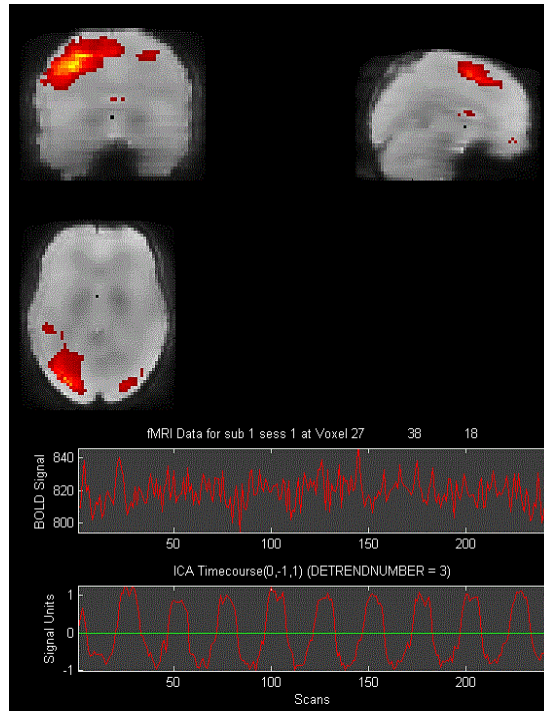 fMRI Data for sub 1 sess 1 at Voxel 27 38 18
BOLD Signal
840
820
800
50 100 150 200
ICA Timecourse(0,-1,1) (DETRENDNUMBER = 3)
Signal Units
1
0
-1
50 100 150 200
Scans